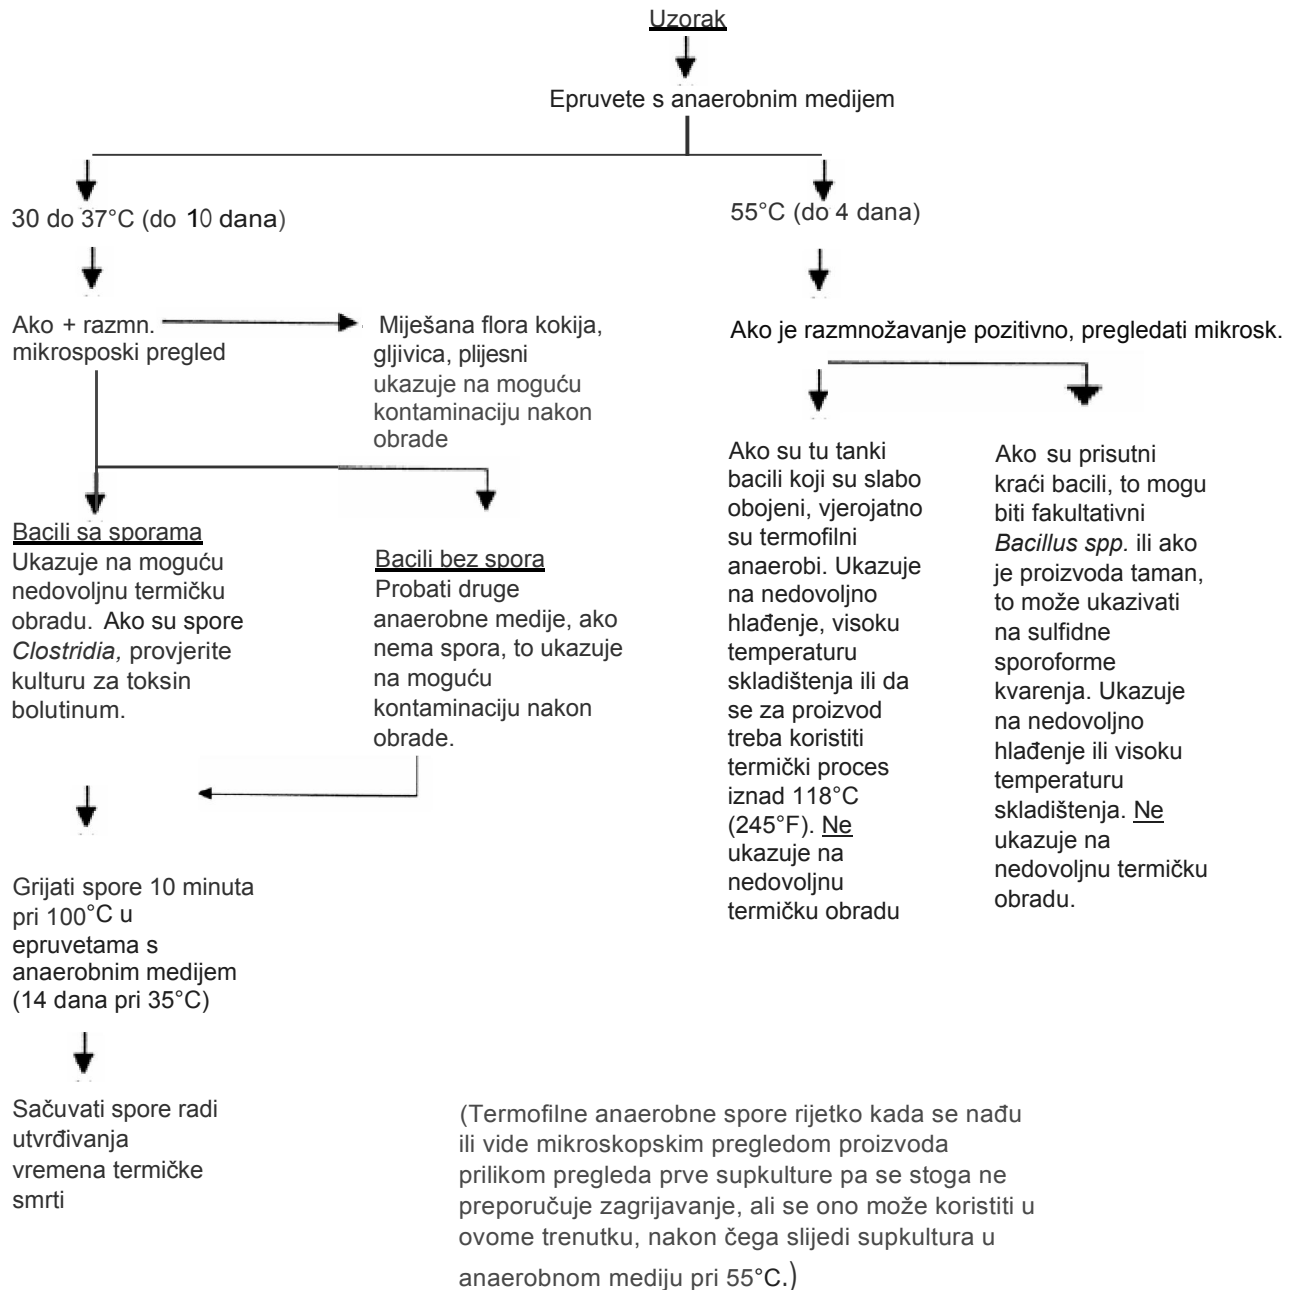 Uzorak
Epruvete s anaerobnim medijem
30 do 37°C (do 10 dana)
55°C (do 4 dana)
Ako + razmn.
mikrosposki pregled
Miješana flora kokija,
gljivica, plijesni
ukazuje na moguću
kontaminaciju nakon
obrade
Ako je razmnožavanje pozitivno, pregledati mikrosk.
Bacili sa sporama
Ukazuje na moguću
nedovoljnu termičku
obradu. Ako su spore
Clostridia, provjerite
kulturu za toksin
bolutinum.
Bacili bez spora
Probati druge
anaerobne medije, ako
nema spora, to ukazuje
na moguću
kontaminaciju nakon
obrade.
Ako su tu tanki
bacili koji su slabo
obojeni, vjerojatno
su termofilni
anaerobi. Ukazuje
na nedovoljno
hlađenje, visoku
temperaturu
skladištenja ili da
se za proizvod
treba koristiti
termički proces
iznad 118°C
(245°F). Ne
ukazuje na
nedovoljnu
termičku obradu
Ako su prisutni
kraći bacili, to mogu
biti fakultativni
Bacillus spp. ili ako
je proizvoda taman,
to može ukazivati
na sulfidne
sporoforme
kvarenja. Ukazuje
na nedovoljno
hlađenje ili visoku
temperaturu
skladištenja. Ne
ukazuje na
nedovoljnu termičku
obradu.
Grijati spore 10 minuta
pri 100°C u
epruvetama s
anaerobnim medijem
(14 dana pri 35°C)
Sačuvati spore radi
utvrđivanja
vremena termičke
smrti
(Termofilne anaerobne spore rijetko kada se nađu
ili vide mikroskopskim pregledom proizvoda
prilikom pregleda prve supkulture pa se stoga ne
preporučuje zagrijavanje, ali se ono može koristiti u
ovome trenutku, nakon čega slijedi supkultura u
anaerobnom mediju pri 55°C.)